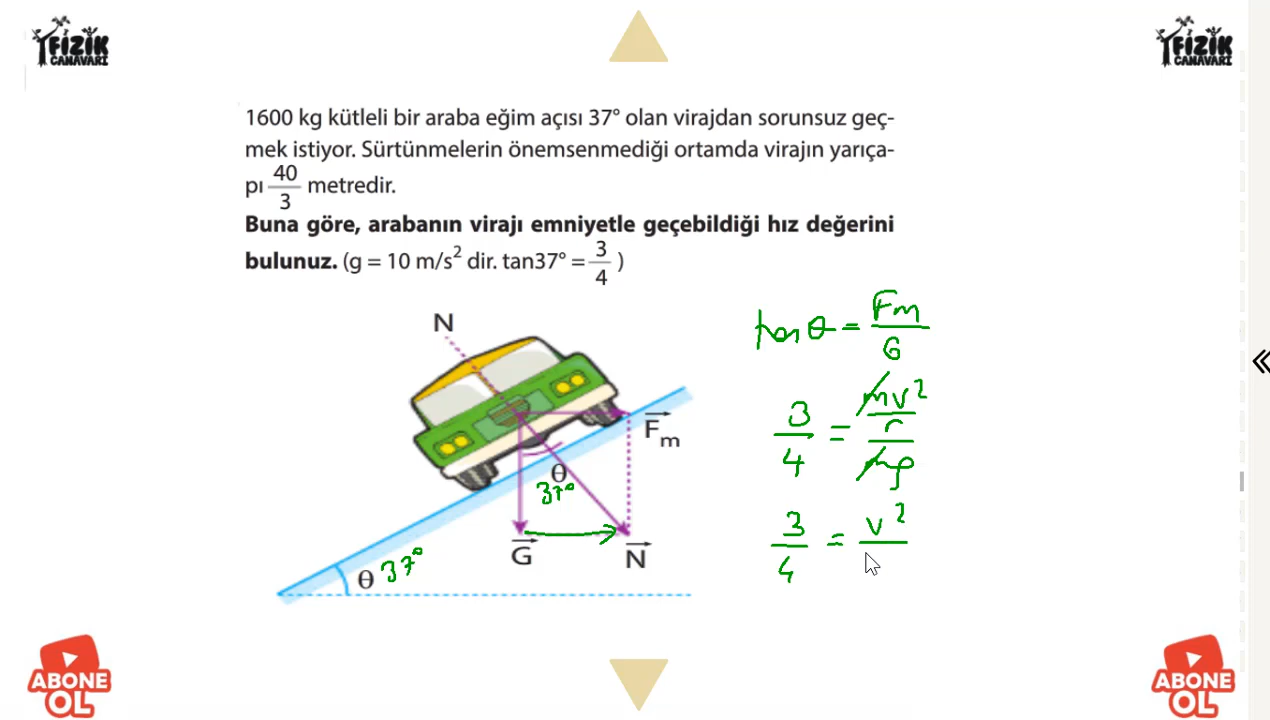 FİZİK
CANAVARI
FİZİK
CANAVARI
1600 kg kütleli bir araba eğim açısı 37° olan virajdan sorunsuz geç-
mek istiyor. Sürtünmelerin önemsenmediği ortamda virajın yarıça-
pı 40/3 metredir.
Buna göre, arabanın virajı emniyetle geçebildiği hız değerini
bulunuz. (g = 10 m/s² dir. tan37° = 3/4 )
N
tan θ = Fm/G
3/4 = (mv²/r)/mg
F⃗m
θ
37°
3/4 = v²
G⃗
N⃗
θ 37°
ABONE
OL
ABONE
OL